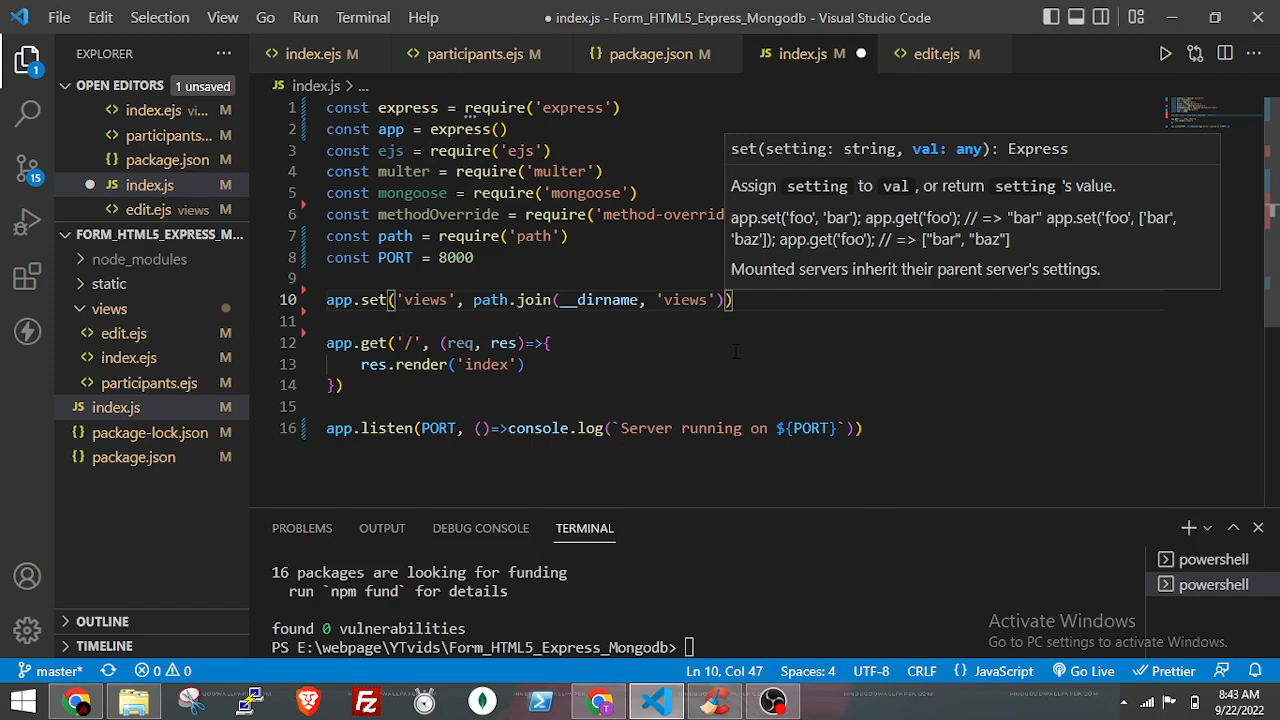 File Edit Selection View Go Run Terminal Help
● index.js - Form_HTML5_Express_Mongodb - Visual Studio Code
EXPLORER
OPEN EDITORS 1 unsaved
<> index.ejs vi... M
<> participants... M
{} package.json M
● JS index.js M
<> edit.ejs views M
FORM_HTML5_EXPRESS_M...
node_modules
static
views
<> edit.ejs M
<> index.ejs M
<> participants.ejs M
JS index.js M
{} package-lock.json M
{} package.json M
OUTLINE
TIMELINE
1
15
<> index.ejs M <> participants.ejs M {} package.json M JS index.js M ● <> edit.ejs M
JS index.js > ...
1 const express = require('express')
2 const app = express()
3 const ejs = require('ejs')
4 const multer = require('multer')
5 const mongoose = require('mongoose')
6 const methodOverride = require('method-overrid
7 const path = require('path')
8 const PORT = 8000
9
10 app.set('views', path.join(__dirname, 'views'))
11
12 app.get('/', (req, res)=>{
13 res.render('index')
14 })
15
16 app.listen(PORT, ()=>console.log(`Server running on ${PORT}`))
set(setting: string, val: any): Express
Assign setting to val, or return setting's value.
app.set('foo', 'bar'); app.get('foo'); // => "bar" app.set('foo', ['bar',
'baz']); app.get('foo'); // => ["bar", "baz"]
Mounted servers inherit their parent server's settings.
PROBLEMS OUTPUT DEBUG CONSOLE TERMINAL
16 packages are looking for funding
run `npm fund` for details
found 0 vulnerabilities
PS E:\webpage\YTvids\Form_HTML5_Express_Mongodb>
powershell
powershell
Activate Windows
Go to PC settings to activate Windows.
master* 0 0 Ln 10, Col 47 Spaces: 4 UTF-8 CRLF {} JavaScript Go Live Prettier
8:43 AM
9/22/2022